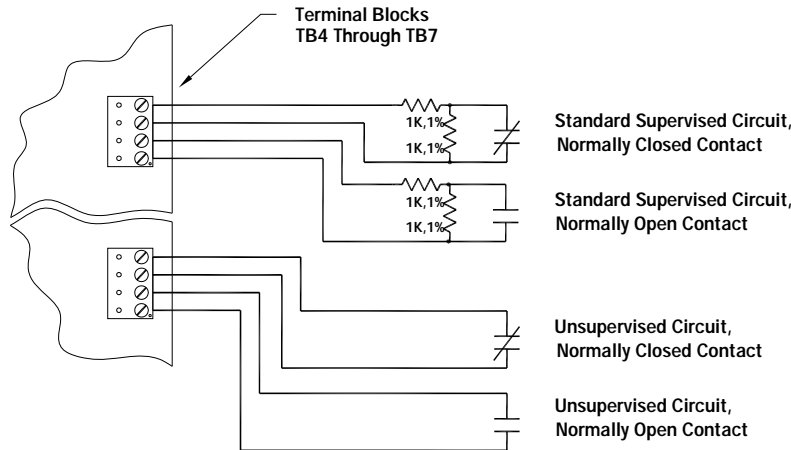 Terminal Blocks
TB4 Through TB7
1K,1%
1K,1%
Standard Supervised Circuit,
Normally Closed Contact
1K,1%
1K,1%
Standard Supervised Circuit,
Normally Open Contact
Unsupervised Circuit,
Normally Closed Contact
Unsupervised Circuit,
Normally Open Contact